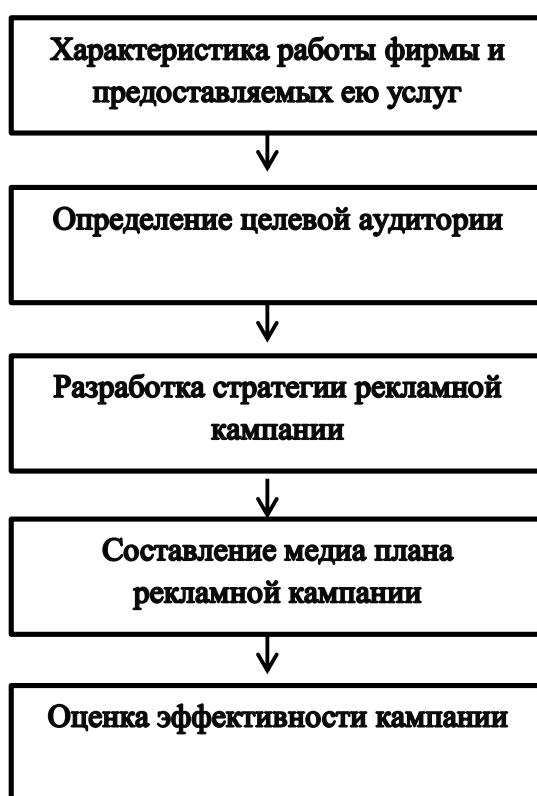 Характеристика работы фирмы и
предоставляемых ею услуг
Определение целевой аудитории
Разработка стратегии рекламной
кампании
Составление медиа плана
рекламной кампании
Оценка эффективности кампании